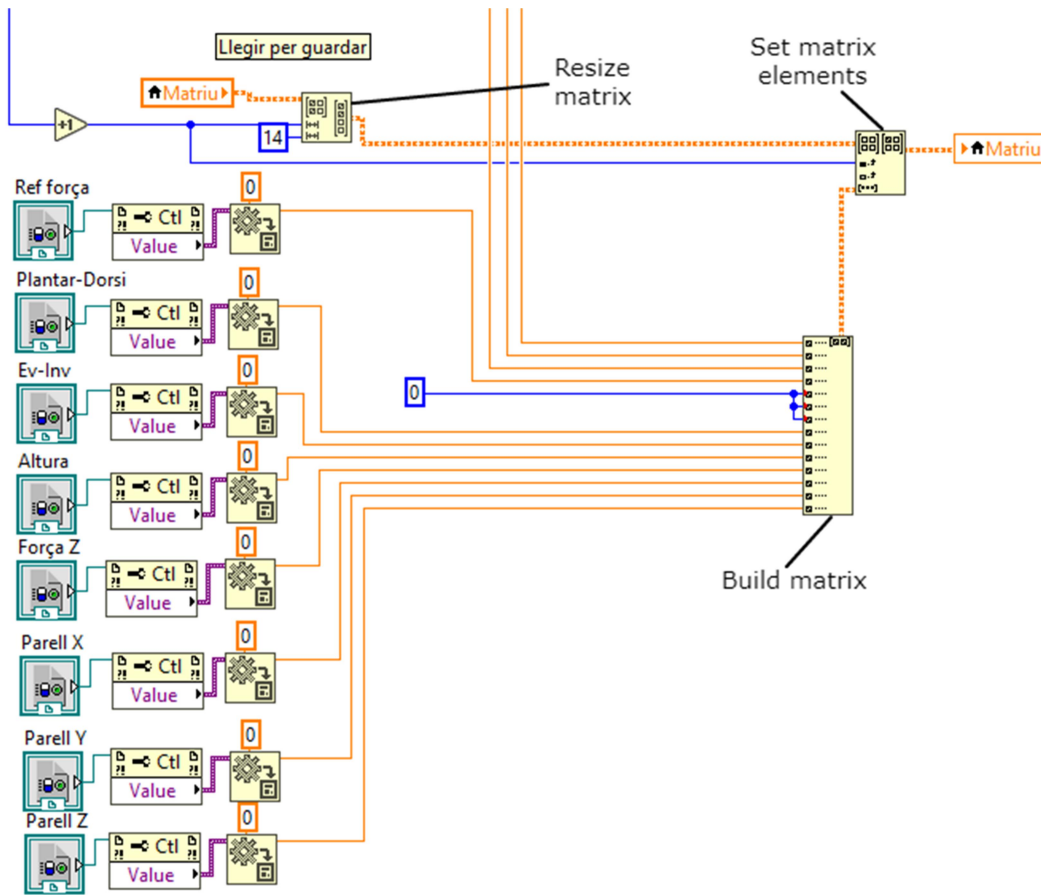 Llegir per guardar
Set matrix
elements
Resize
matrix
Matriu
+1
14
Matriu
Ref força
0
Ctl
Value
Plantar-Dorsi
0
Ctl
Value
Ev-Inv
0
Ctl
Value
0
Altura
0
Ctl
Value
Força Z
0
Ctl
Value
Build matrix
Parell X
0
Ctl
Value
Parell Y
0
Ctl
Value
Parell Z
0
Ctl
Value